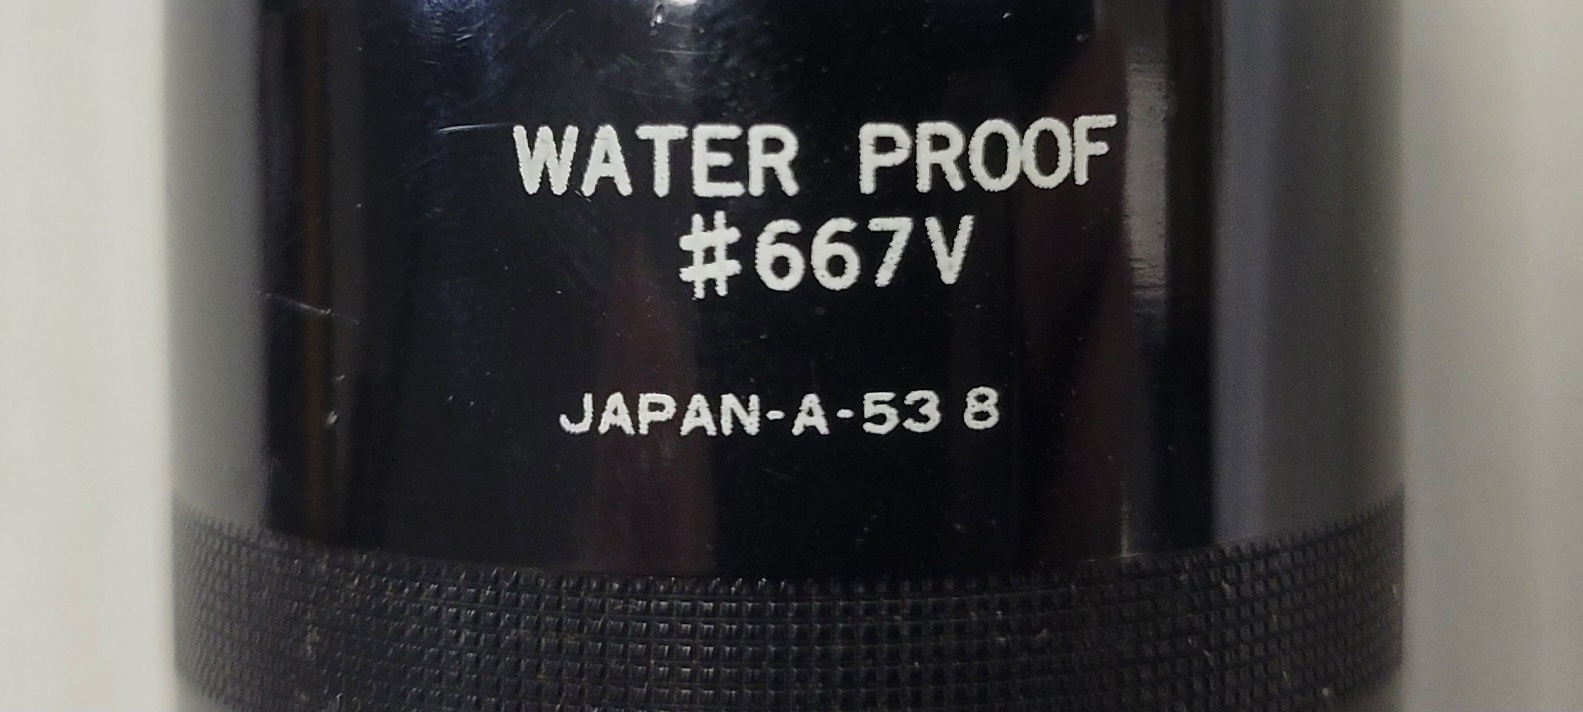 WATER PROOF
#667V
JAPAN-A-53 8